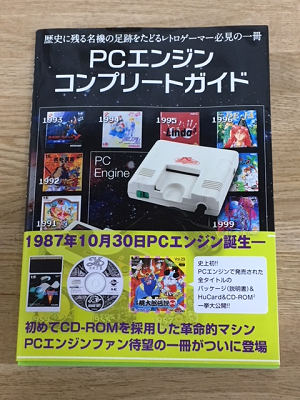 歴史に残る名機の足跡をたどるレトロゲーマー必見の一冊
PCエンジン
コンプリートガイド
1993
1994
1995
1996
Linda
1992
PC
Engine
1991
1999
1987年10月30日PCエンジン誕生―
史上初!!
PCエンジンで発売された
全タイトルの
パッケージ(説明書)&
HuCard&CD-ROM²
一挙大公開!!
初めてCD-ROMを採用した革命的マシン
PCエンジンファン待望の一冊がついに登場